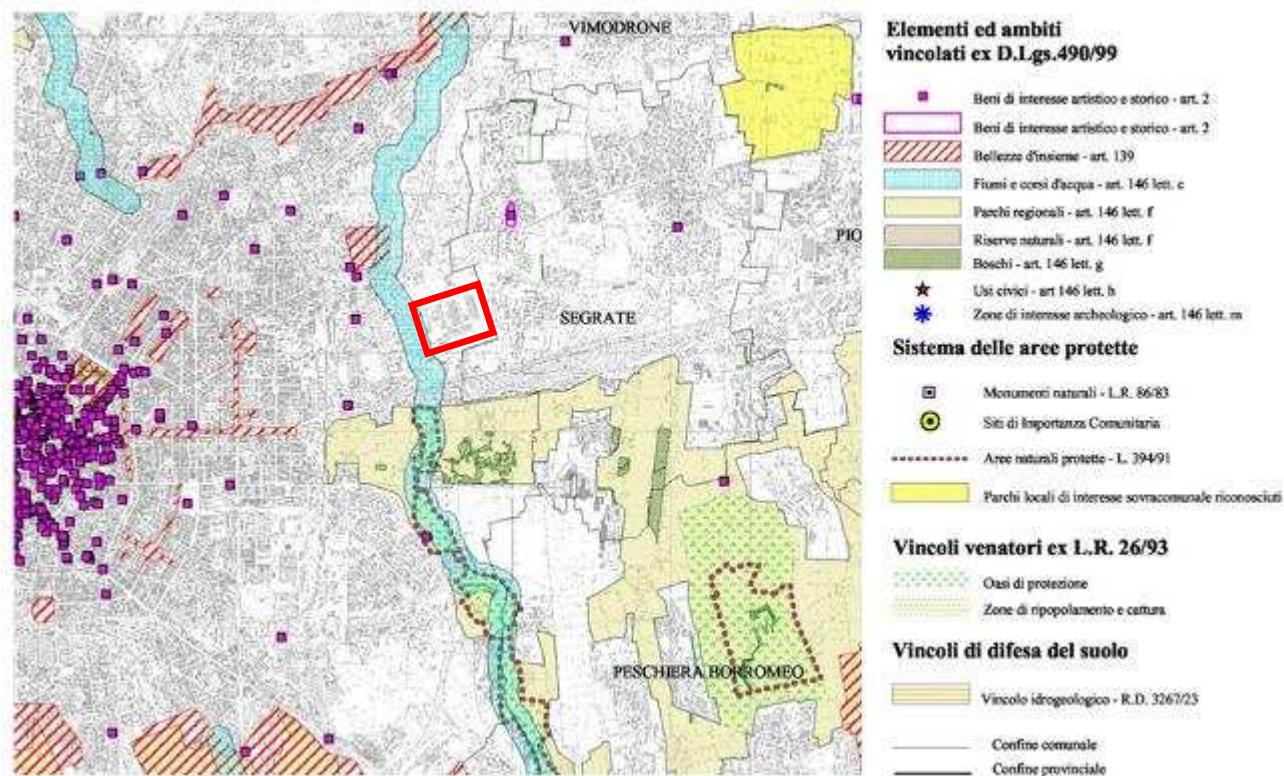 VIMODRONE
PIO
SEGRATE
PESCHIERA BORROMEO
Elementi ed ambiti
vincolati ex D.Lgs.490/99
Beni di interesse artistico e storico - art. 2
Beni di interesse artistico e storico - art. 2
Bellezze d'insieme - art. 139
Fiumi e corsi d'acqua - art. 146 lett. c
Parchi regionali - art. 146 lett. f
Riserve naturali - art. 146 lett. f
Boschi - art. 146 lett. g
Usi civici - art 146 lett. h
Zone di interesse archeologico - art. 146 lett. m
Sistema delle aree protette
Monumenti naturali - L.R. 86/83
Siti di Importanza Comunitaria
Aree naturali protette - L. 394/91
Parchi locali di interesse sovracomunale riconosciuti
Vincoli venatori ex L.R. 26/93
Oasi di protezione
Zone di ripopolamento e cattura
Vincoli di difesa del suolo
Vincolo idrogeologico - R.D. 3267/23
Confine comunale
Confine provinciale